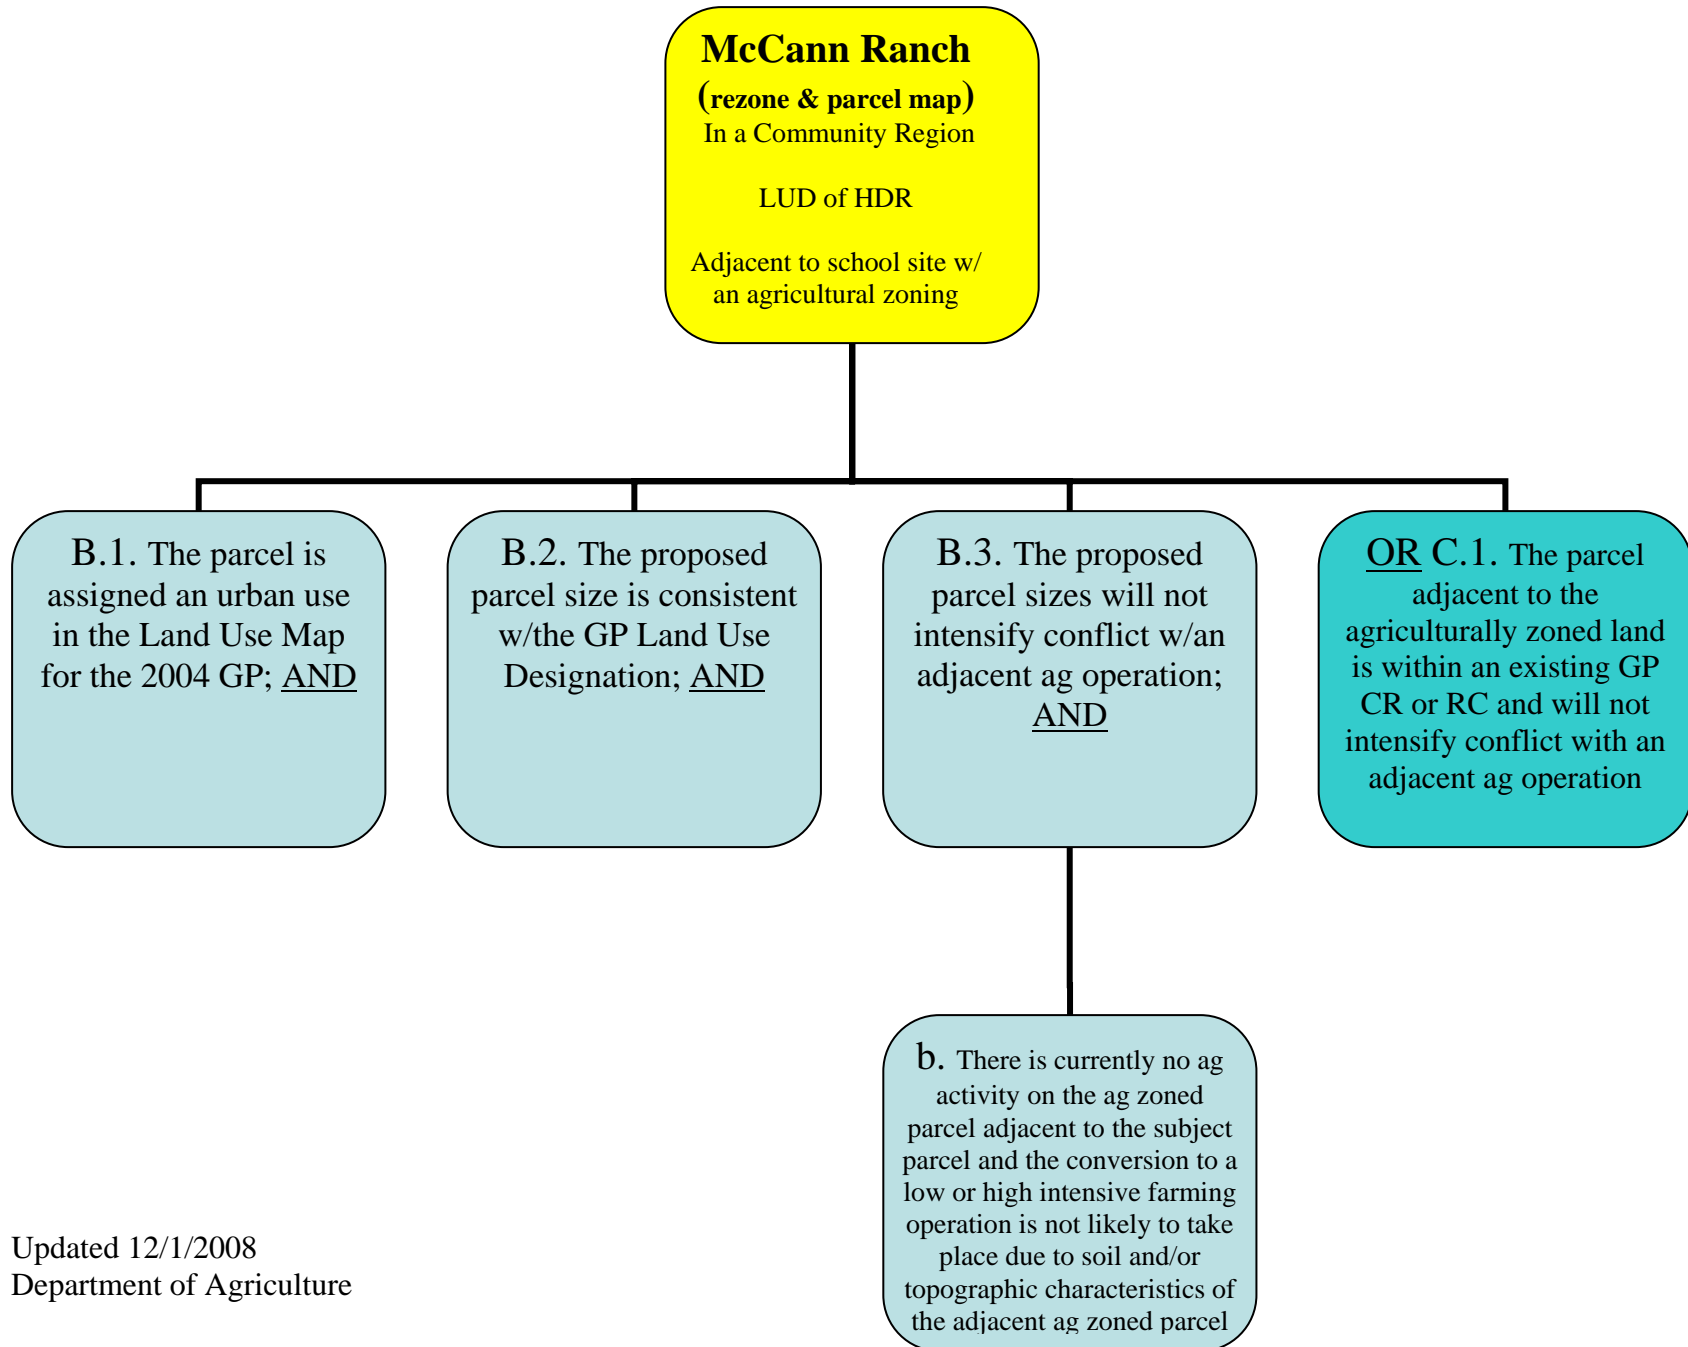 McCann Ranch
(rezone & parcel map)
In a Community Region
LUD of HDR
Adjacent to school site w/
an agricultural zoning
B.1. The parcel is
assigned an urban use
in the Land Use Map
for the 2004 GP; AND
B.2. The proposed
parcel size is consistent
w/the GP Land Use
Designation; AND
B.3. The proposed
parcel sizes will not
intensify conflict w/an
adjacent ag operation;
AND
OR C.1. The parcel
adjacent to the
agriculturally zoned land
is within an existing GP
CR or RC and will not
intensify conflict with an
adjacent ag operation
b. There is currently no ag
activity on the ag zoned
parcel adjacent to the subject
parcel and the conversion to a
low or high intensive farming
operation is not likely to take
place due to soil and/or
topographic characteristics of
the adjacent ag zoned parcel
Updated 12/1/2008
Department of Agriculture